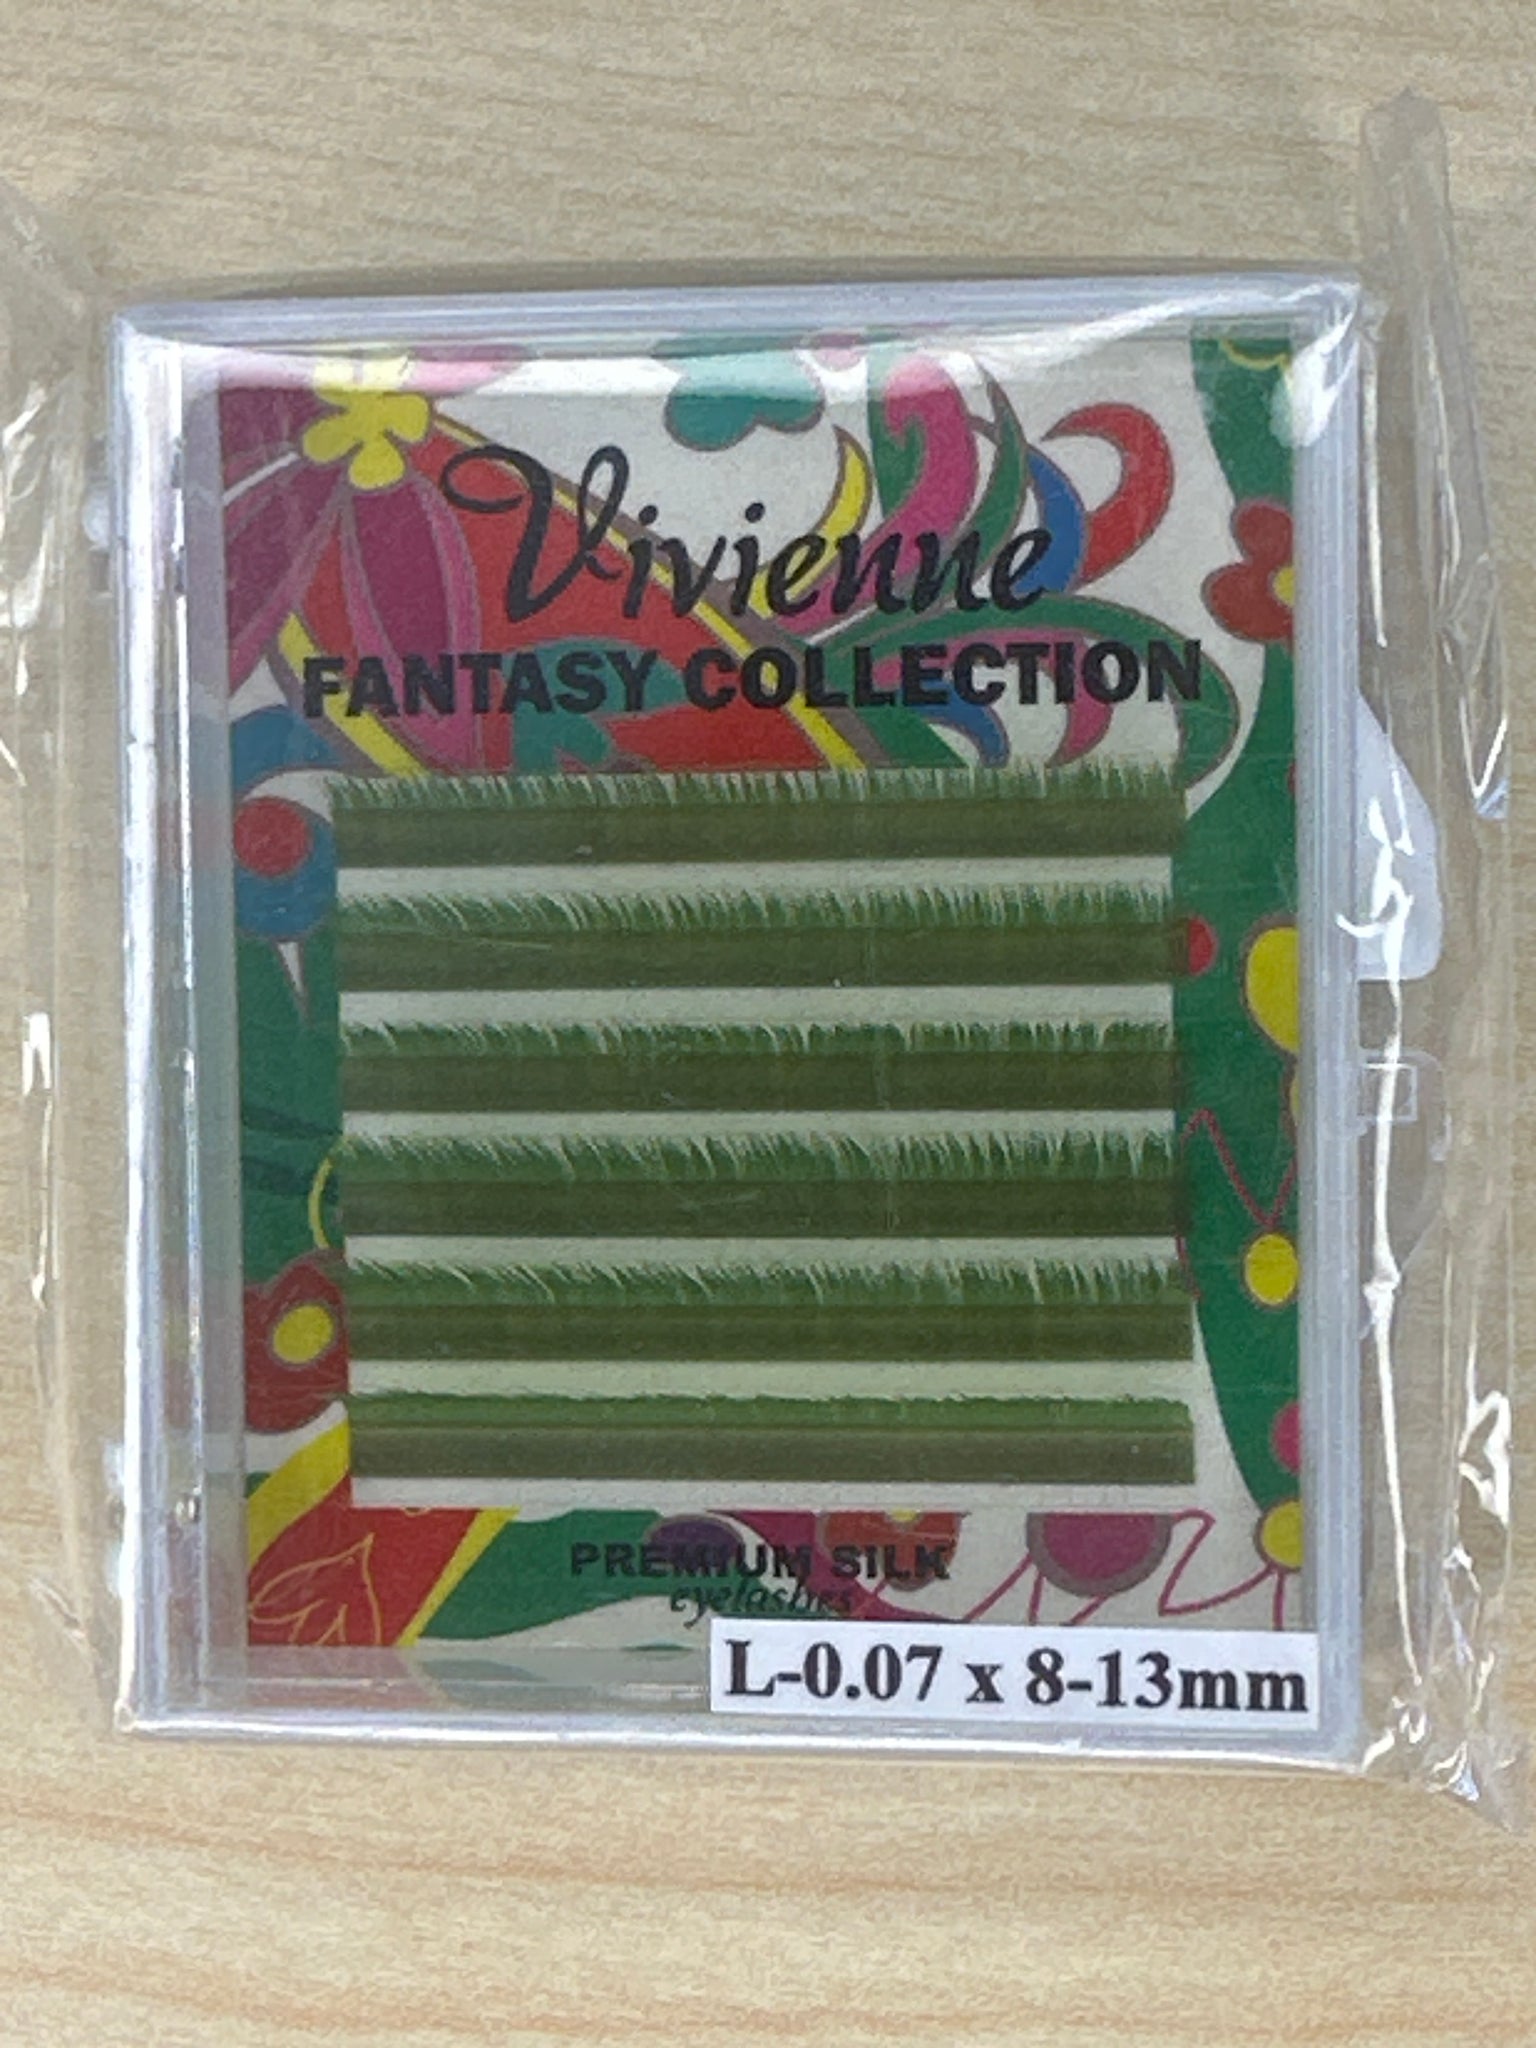 Vivienne
FANTASY COLLECTION
PREMIUM SILK
eyelashes
L-0.07 x 8-13mm